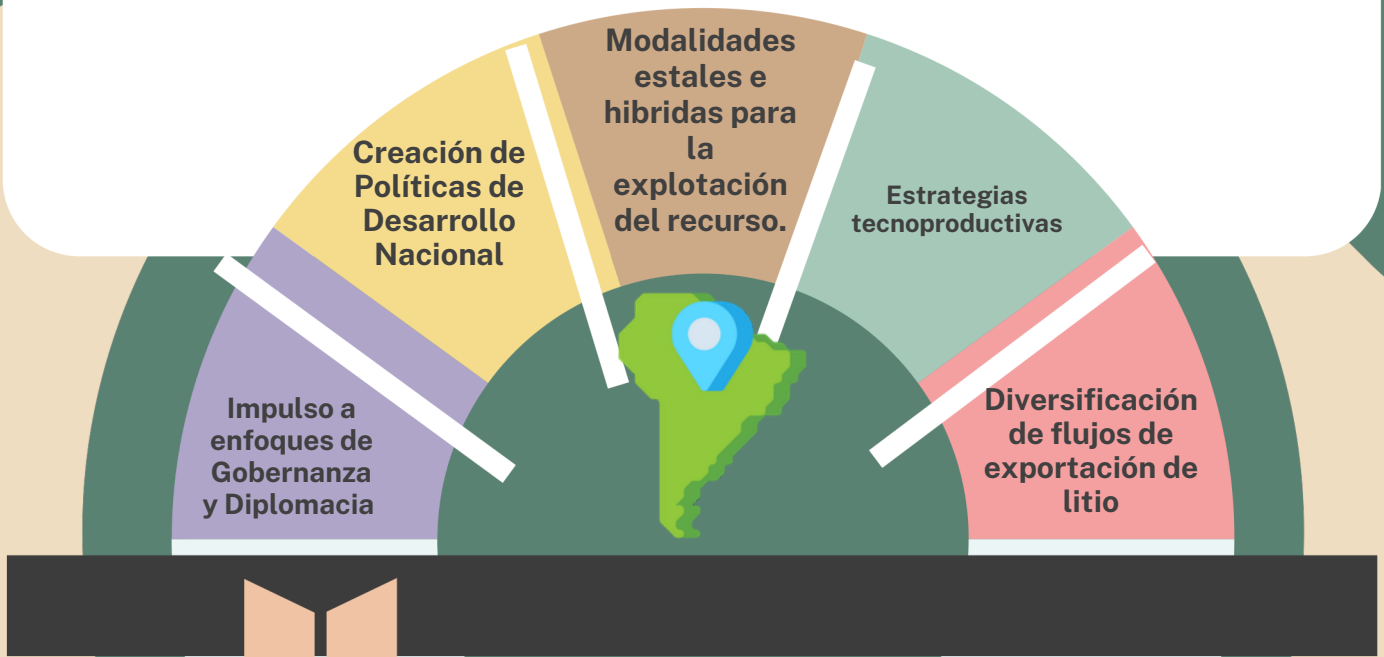 Impulso a
enfoques de
Gobernanza
y Diplomacia
Creación de
Políticas de
Desarrollo
Nacional
Modalidades
estales e
hibridas para
la
explotación
del recurso.
Estrategias
tecnoproductivas
Diversificación
de flujos de
exportación de
litio